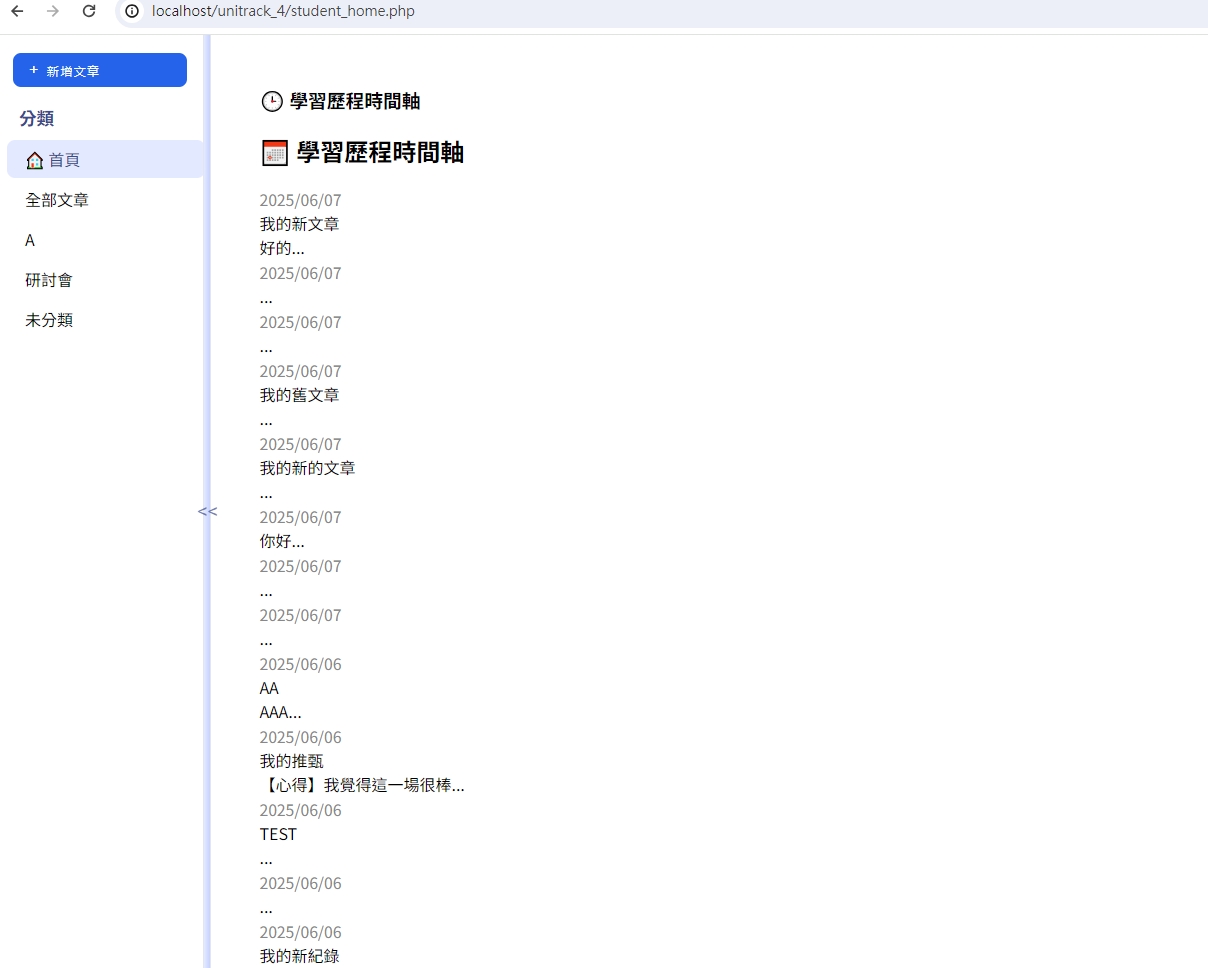 localhost/unitrack_4/student_home.php
+ 新增文章
分類
首頁
全部文章
A
研討會
未分類
<<
學習歷程時間軸
學習歷程時間軸
2025/06/07
我的新文章
好的...
2025/06/07
...
2025/06/07
...
2025/06/07
我的舊文章
...
2025/06/07
我的新的文章
...
2025/06/07
你好...
2025/06/07
...
2025/06/07
...
2025/06/06
AA
AAA...
2025/06/06
我的推甄
【心得】我覺得這一場很棒...
2025/06/06
TEST
...
2025/06/06
...
2025/06/06
我的新紀錄